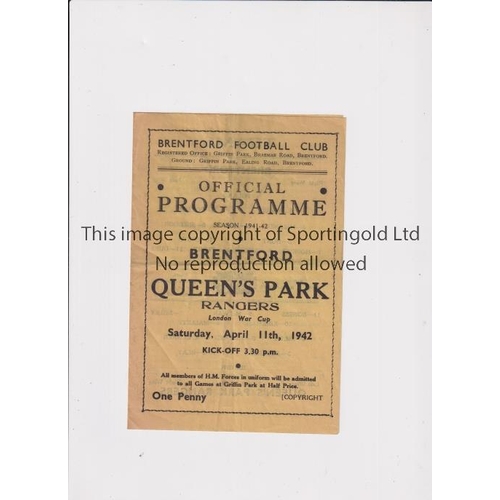 BRENTFORD FOOTBALL CLUB
REGISTERED OFFICE: GRIFFIN PARK, BRAEMAR ROAD, BRENTFORD.
GROUND: GRIFFIN PARK, EALING ROAD, BRENTFORD.
OFFICIAL
PROGRAMME
SEASON 1941-42
This image copyright of Sportingold Ltd
BRENTFORD
No reproduction allowed
QUEEN'S PARK
RANGERS
London War Cup
Saturday, April 11th, 1942
KICK-OFF 3.30 p.m.
All members of H.M. Forces in uniform will be admitted
to all Games at Griffin Park at Half Price.
One Penny [COPYRIGHT